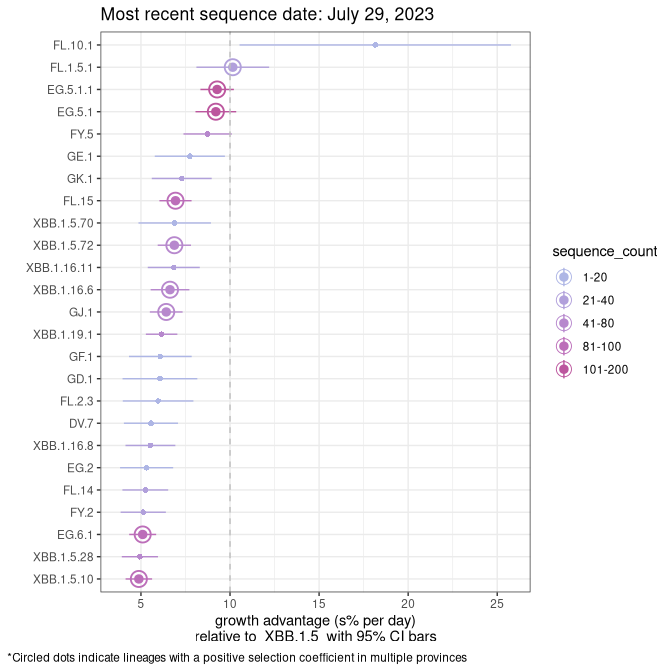 Most recent sequence date: July 29, 2023
FL.10.1
FL.1.5.1
EG.5.1.1
EG.5.1
FY.5
GE.1
GK.1
FL.15
XBB.1.5.70
XBB.1.5.72
XBB.1.16.11
XBB.1.16.6
GJ.1
XBB.1.19.1
GF.1
GD.1
FL.2.3
DV.7
XBB.1.16.8
EG.2
FL.14
FY.2
EG.6.1
XBB.1.5.28
XBB.1.5.10
5 10 15 20 25
growth advantage (s% per day)
relative to XBB.1.5 with 95% CI bars
sequence_count
1-20
21-40
41-80
81-100
101-200
*Circled dots indicate lineages with a positive selection coefficient in multiple provinces